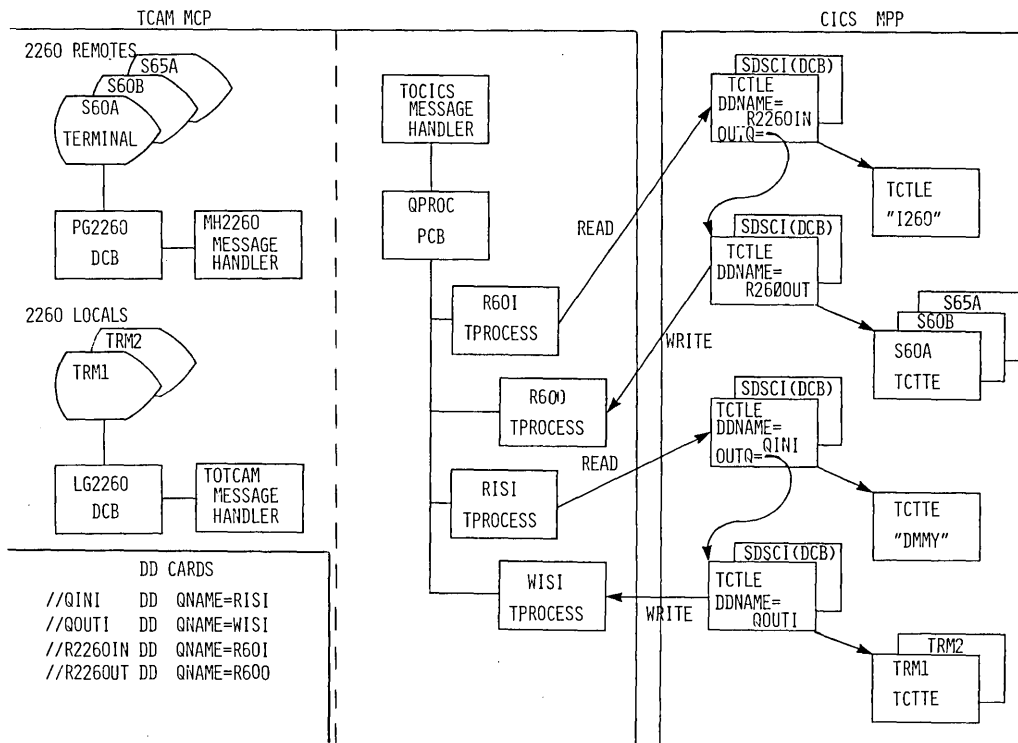 TCAM MCP
CICS MPP
2260 REMOTES
S65A
S60B
S60A
TERMINAL
PG2260
DCB
MH2260
MESSAGE
HANDLER
2260 LOCALS
TRM2
TRM1
LG2260
DCB
TOTCAM
MESSAGE
HANDLER
DD CARDS
//QINI DD QNAME=RISI
//QOUTI DD QNAME=WISI
//R2260IN DD QNAME=R60I
//R2260UT DD QNAME=R600
TOCICS
MESSAGE
HANDLER
QPROC
PCB
R60I
TPROCESS
R600
TPROCESS
RISI
TPROCESS
WISI
TPROCESS
READ
WRITE
READ
WRITE
SDSCI(DCB)
TCTLE
DDNAME=
R2260IN
OUTQ=
TCTLE
"I260"
SDSCI(DCB)
TCTLE
DDNAME=
R260OUT
S65A
S60B
S60A
TCTTE
SDSCI(DCB)
TCTLE
DDNAME=
QINI
OUTQ=
TCTTE
"DMMY"
SDSCI(DCB)
TCTLE
DDNAME=
QOUTI
TRM2
TRM1
TCTTE